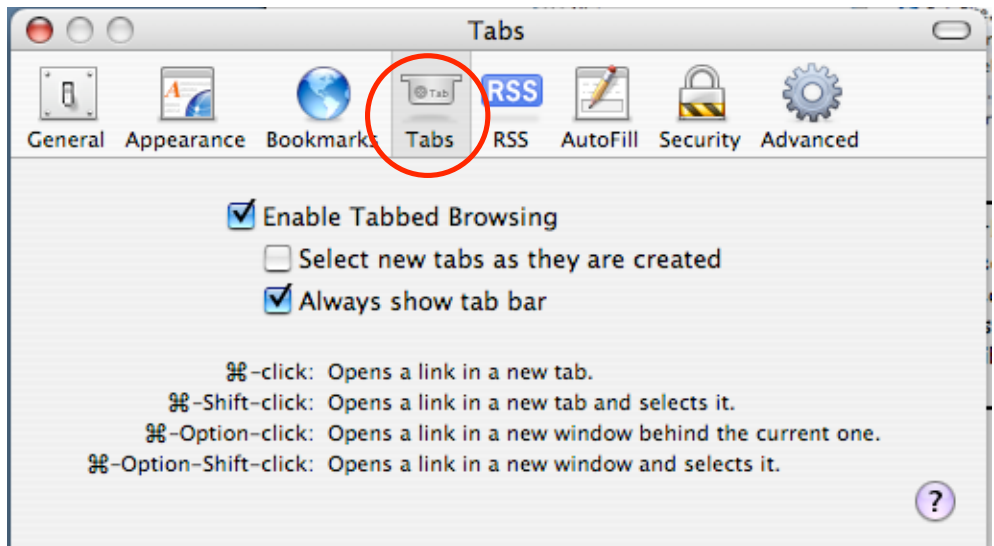 Tabs
Tab
RSS
General Appearance Bookmarks Tabs RSS AutoFill Security Advanced
Enable Tabbed Browsing
Select new tabs as they are created
Always show tab bar
⌘-click: Opens a link in a new tab.
⌘-Shift-click: Opens a link in a new tab and selects it.
⌘-Option-click: Opens a link in a new window behind the current one.
⌘-Option-Shift-click: Opens a link in a new window and selects it.
?